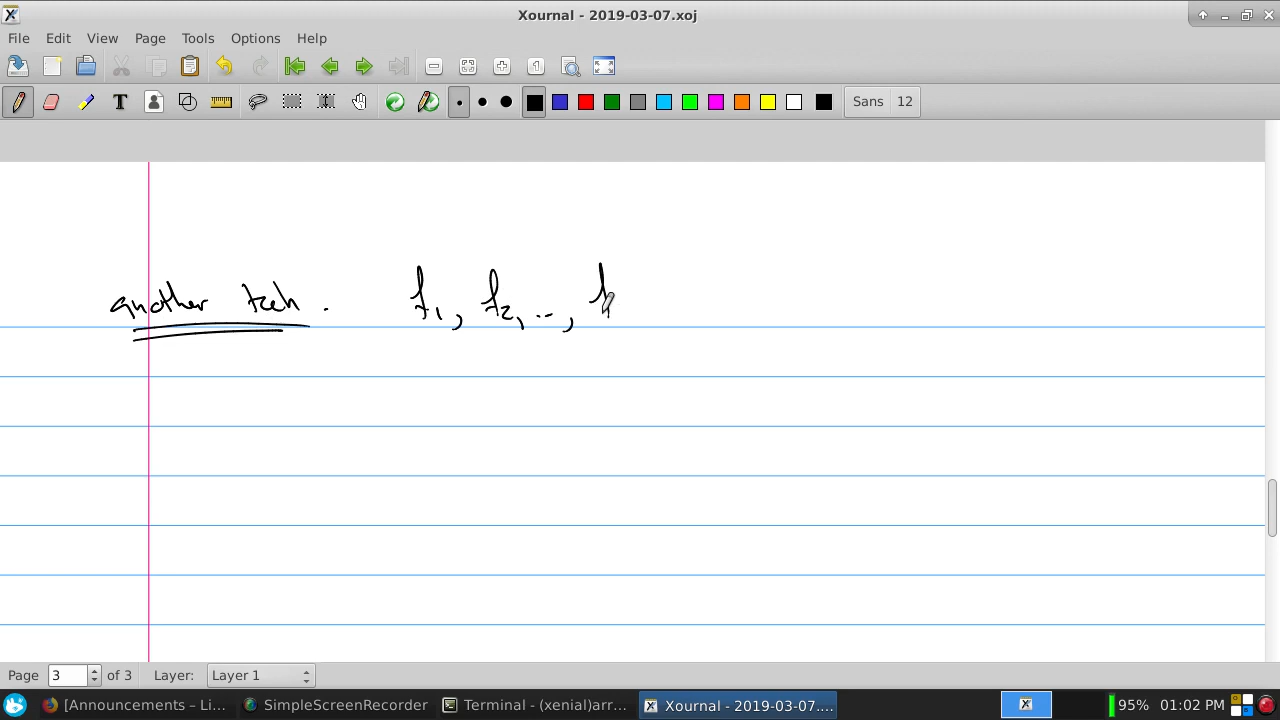 Xournal - 2019-03-07.xoj
File Edit View Page Tools Options Help
Sans 12
another tech. f1, f2, .., f
Page 3 of 3 Layer: Layer 1
[Announcements – Li... SimpleScreenRecorder Terminal - (xenial)arr... Xournal - 2019-03-07.... 95% 01:02 PM